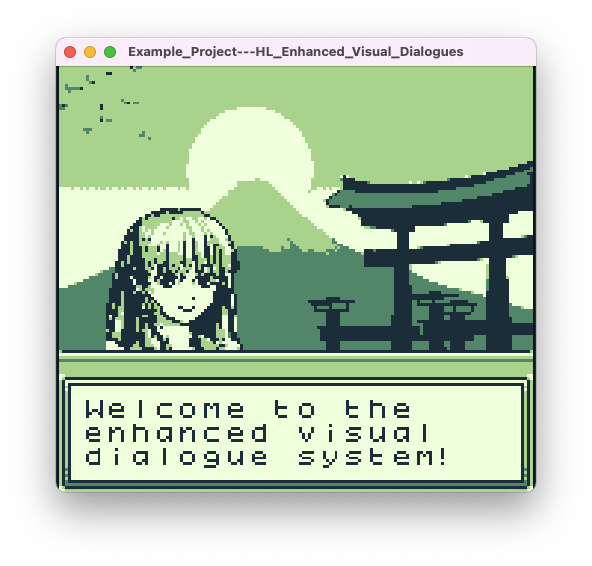 Example_Project---HL_Enhanced_Visual_Dialogues
Welcome to the
enhanced visual
dialogue system!